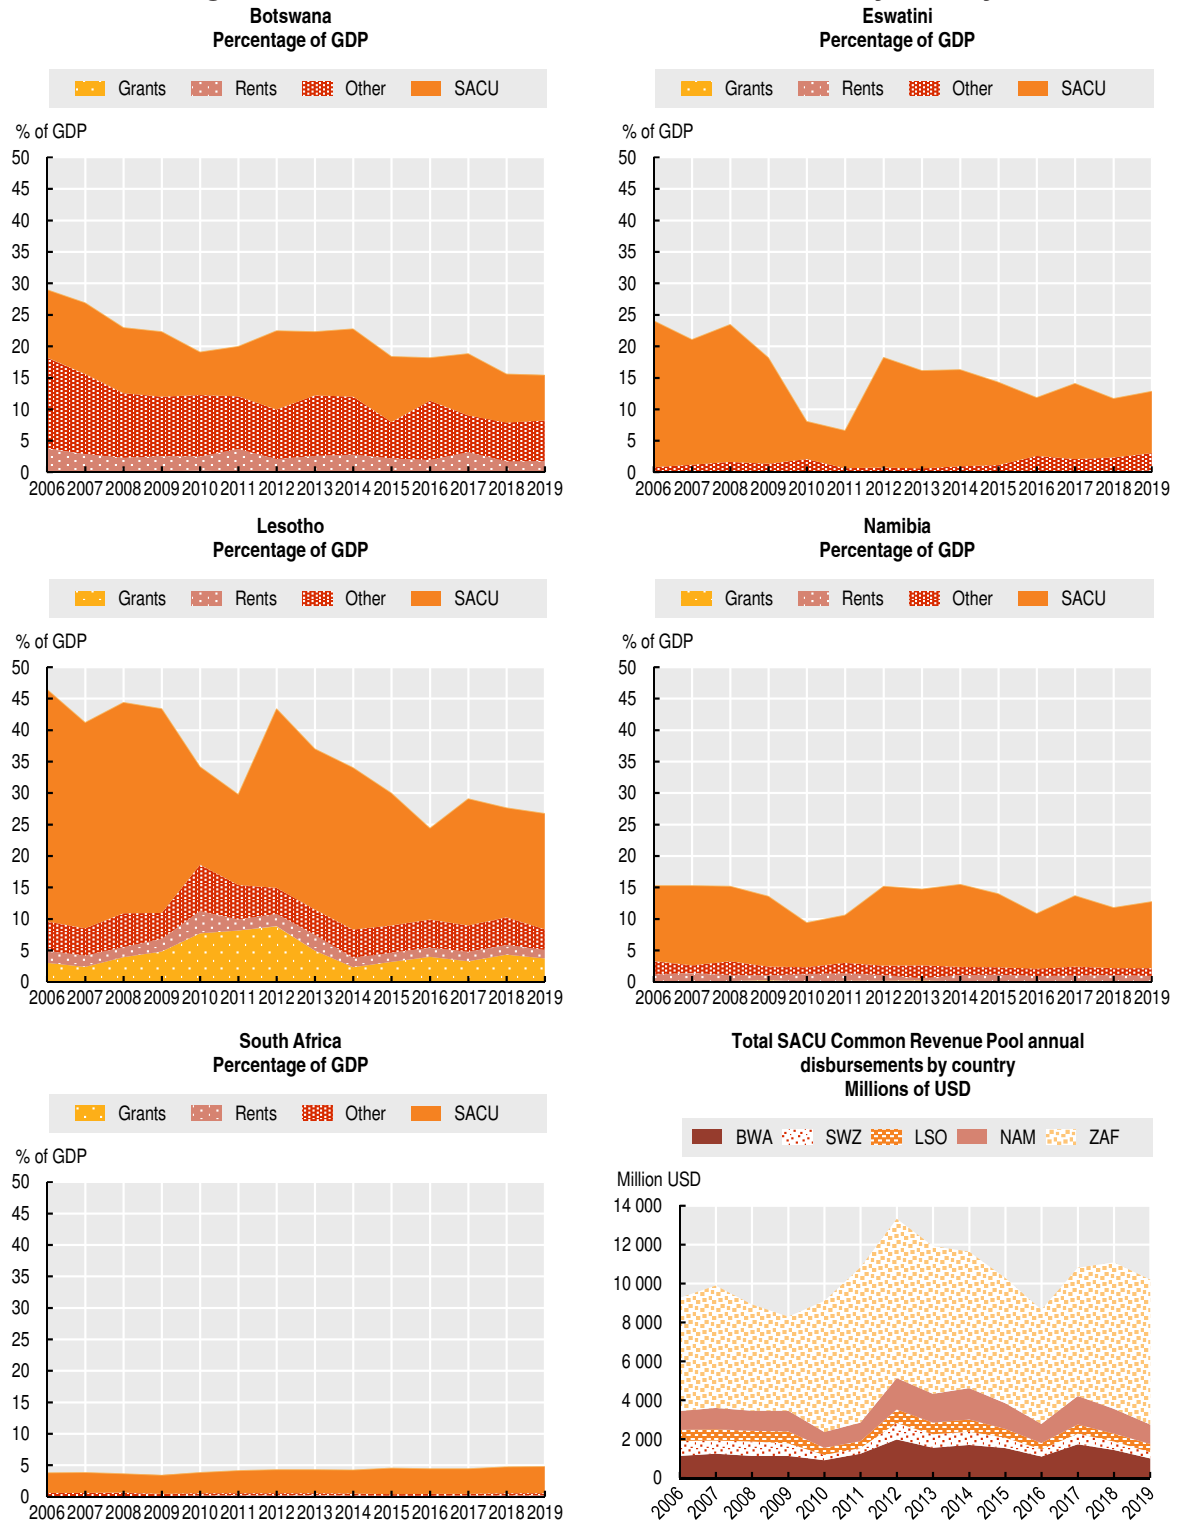 Botswana
Percentage of GDP
Grants Rents Other SACU
% of GDP
50
45
40
35
30
25
20
15
10
5
0
2006 2007 2008 2009 2010 2011 2012 2013 2014 2015 2016 2017 2018 2019
Eswatini
Percentage of GDP
Grants Rents Other SACU
% of GDP
50
45
40
35
30
25
20
15
10
5
0
2006 2007 2008 2009 2010 2011 2012 2013 2014 2015 2016 2017 2018 2019
Lesotho
Percentage of GDP
Grants Rents Other SACU
% of GDP
50
45
40
35
30
25
20
15
10
5
0
2006 2007 2008 2009 2010 2011 2012 2013 2014 2015 2016 2017 2018 2019
Namibia
Percentage of GDP
Grants Rents Other SACU
% of GDP
50
45
40
35
30
25
20
15
10
5
0
2006 2007 2008 2009 2010 2011 2012 2013 2014 2015 2016 2017 2018 2019
South Africa
Percentage of GDP
Grants Rents Other SACU
% of GDP
50
45
40
35
30
25
20
15
10
5
0
2006 2007 2008 2009 2010 2011 2012 2013 2014 2015 2016 2017 2018 2019
Total SACU Common Revenue Pool annual
disbursements by country
Millions of USD
BWA SWZ LSO NAM ZAF
Million USD
14 000
12 000
10 000
8 000
6 000
4 000
2 000
0
2006 2007 2008 2009 2010 2011 2012 2013 2014 2015 2016 2017 2018 2019